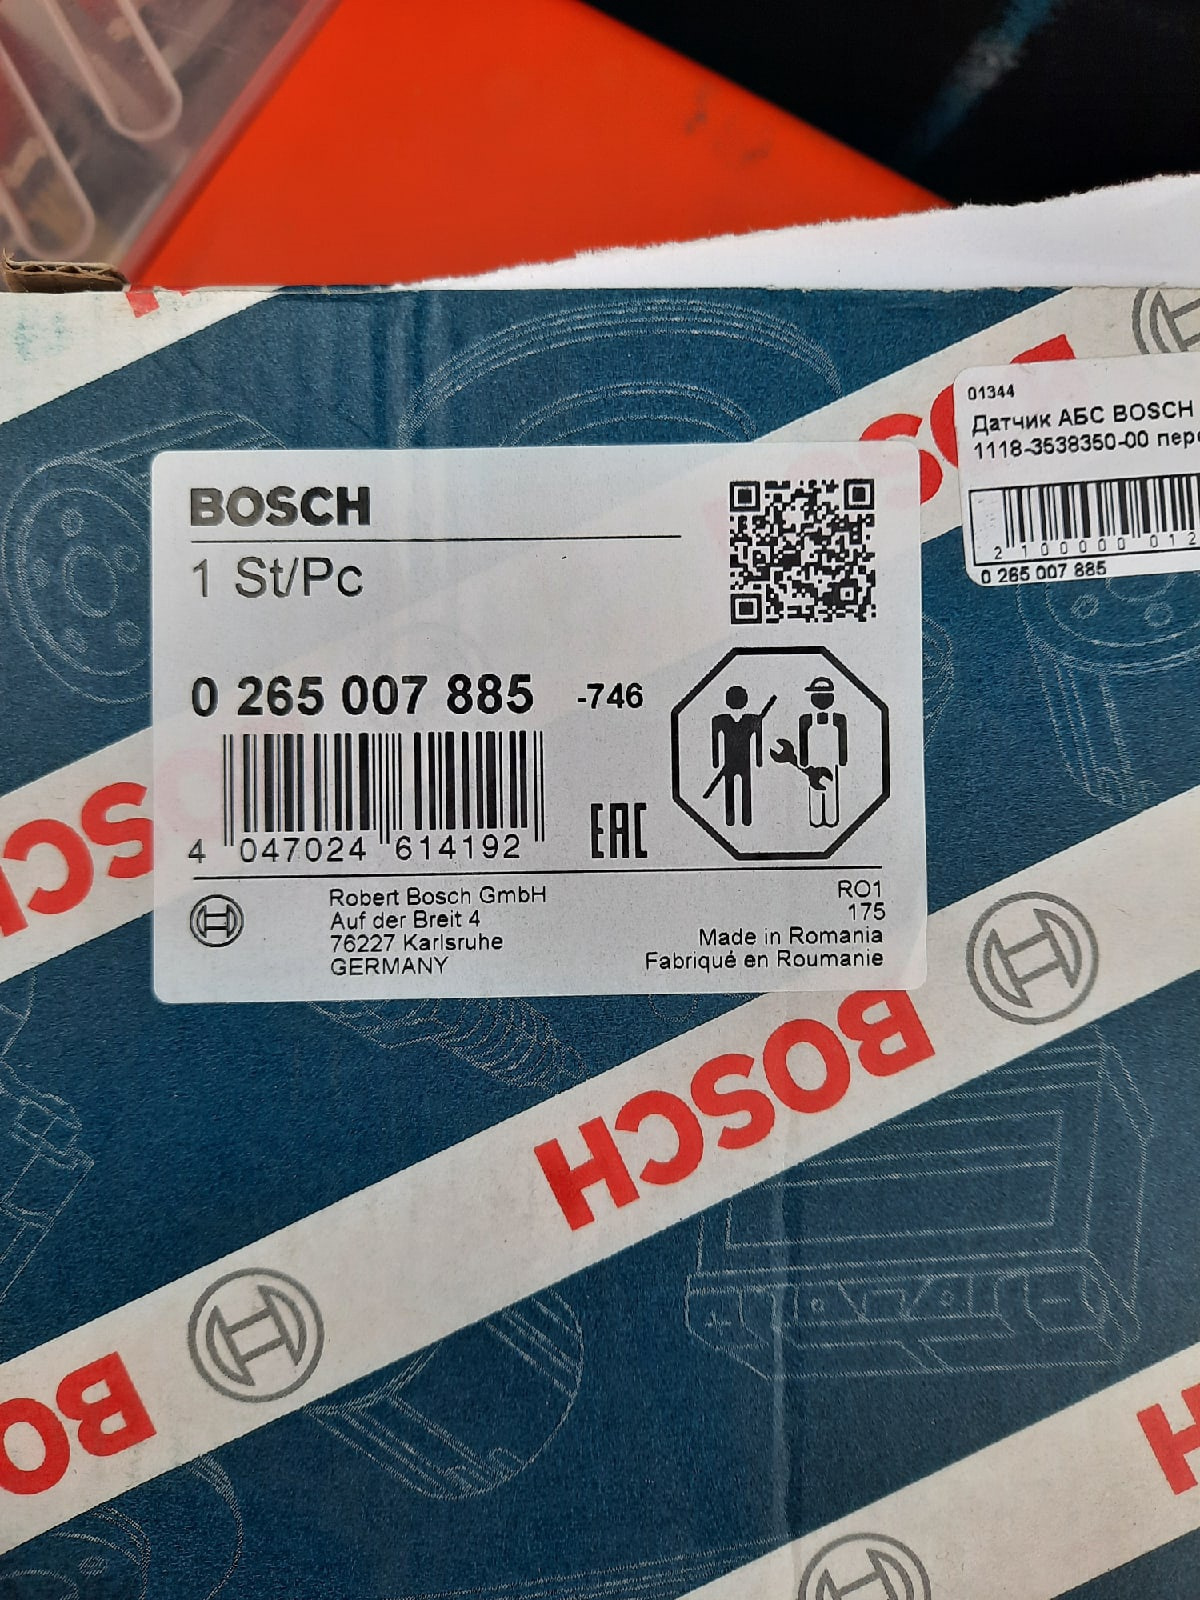 01344
Датчик АБС BOSCH
1118-3538350-00
0 265 007 885
BOSCH
1 St/Pc
0 265 007 885 -746
4 047024 614192
EAC
Robert Bosch GmbH
Auf der Breit 4
76227 Karlsruhe
GERMANY
RO1
175
Made in Romania
Fabriqué en Roumanie
BOSCH